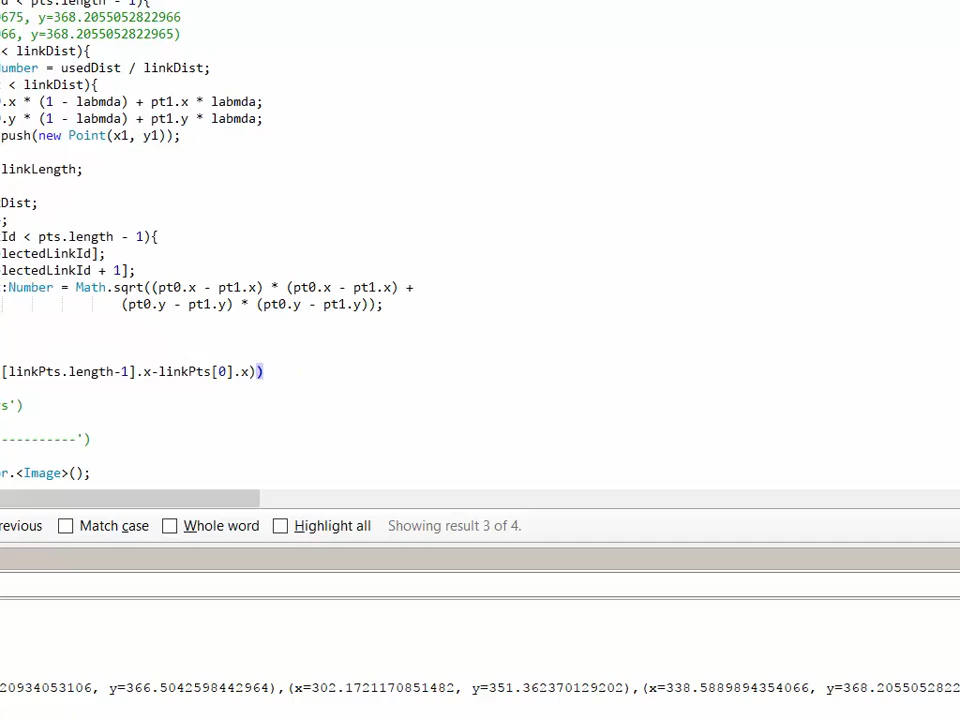 d < pts.length - 1){
675, y=368.2055052822966
66, y=368.2055052822965)
< linkDist){
umber = usedDist / linkDist;
< linkDist){
.x * (1 - labmda) + pt1.x * labmda;
.y * (1 - labmda) + pt1.y * labmda;
push(new Point(x1, y1));
linkLength;
Dist;
;
Id < pts.length - 1){
lectedLinkId];
lectedLinkId + 1];
:Number = Math.sqrt((pt0.x - pt1.x) * (pt0.x - pt1.x) +
(pt0.y - pt1.y) * (pt0.y - pt1.y));
[linkPts.length-1].x-linkPts[0].x))
s')
----------')
r.<Image>();
revious Match case Whole word Highlight all Showing result 3 of 4.
20934053106, y=366.5042598442964),(x=302.1721170851482, y=351.362370129202),(x=338.5889894354066, y=368.2055052822